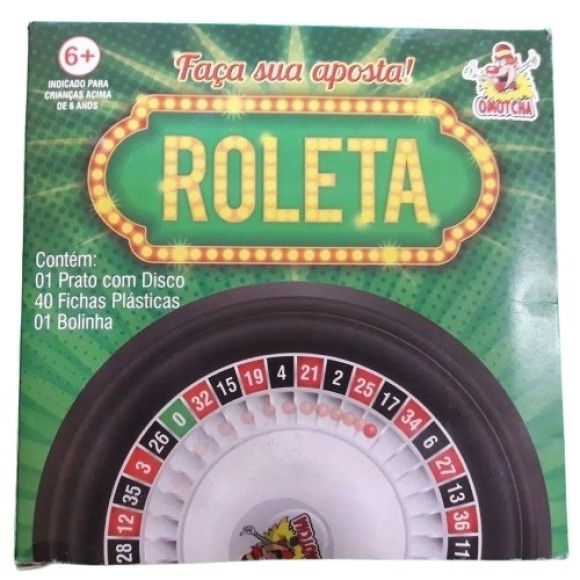 6+
INDICADO PARA
CRIANÇAS ACIMA
DE 6 ANOS
Faça sua aposta!
OMOTCHA
ROLETA
Contém:
01 Prato com Disco
40 Fichas Plásticas
01 Bolinha
28 12 35 3 26 0 32 15 19 4 21 2 25 17 34 6 27 13 36 11